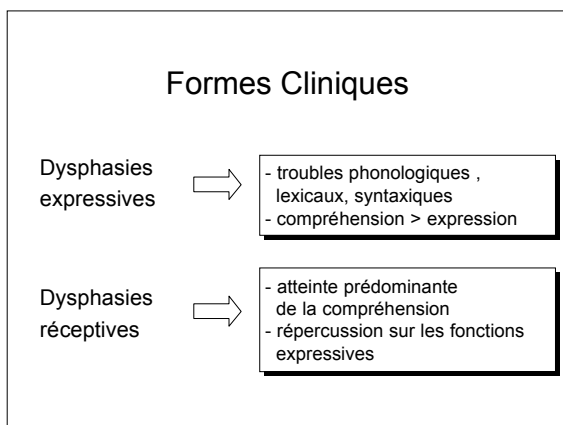 Formes Cliniques
Dysphasies
expressives
- troubles phonologiques ,
lexicaux, syntaxiques
- compréhension > expression
Dysphasies
réceptives
- atteinte prédominante
de la compréhension
- répercussion sur les fonctions
expressives